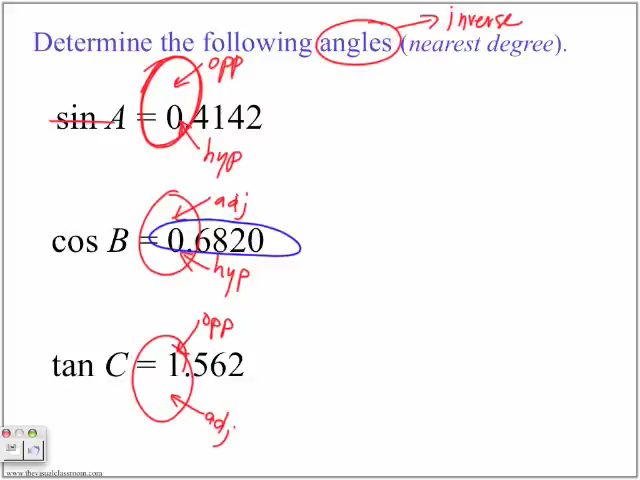 inverse
Determine the following angles (nearest degree).
opp
sin A = 0.4142
hyp
adj
cos B = 0.6820
hyp
opp
tan C = 1.562
adj.
www.thevisualclassroom.com